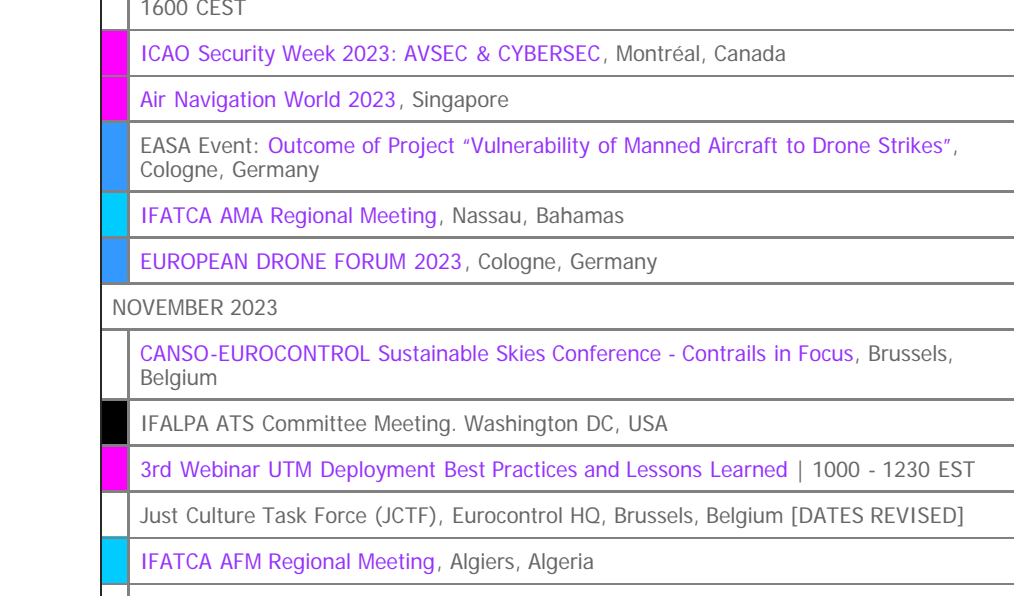 1600 CEST
ICAO Security Week 2023: AVSEC & CYBERSEC, Montréal, Canada
Air Navigation World 2023, Singapore
EASA Event: Outcome of Project “Vulnerability of Manned Aircraft to Drone Strikes”,
Cologne, Germany
IFATCA AMA Regional Meeting, Nassau, Bahamas
EUROPEAN DRONE FORUM 2023, Cologne, Germany
NOVEMBER 2023
CANSO-EUROCONTROL Sustainable Skies Conference - Contrails in Focus, Brussels,
Belgium
IFALPA ATS Committee Meeting. Washington DC, USA
3rd Webinar UTM Deployment Best Practices and Lessons Learned | 1000 - 1230 EST
Just Culture Task Force (JCTF), Eurocontrol HQ, Brussels, Belgium [DATES REVISED]
IFATCA AFM Regional Meeting, Algiers, Algeria